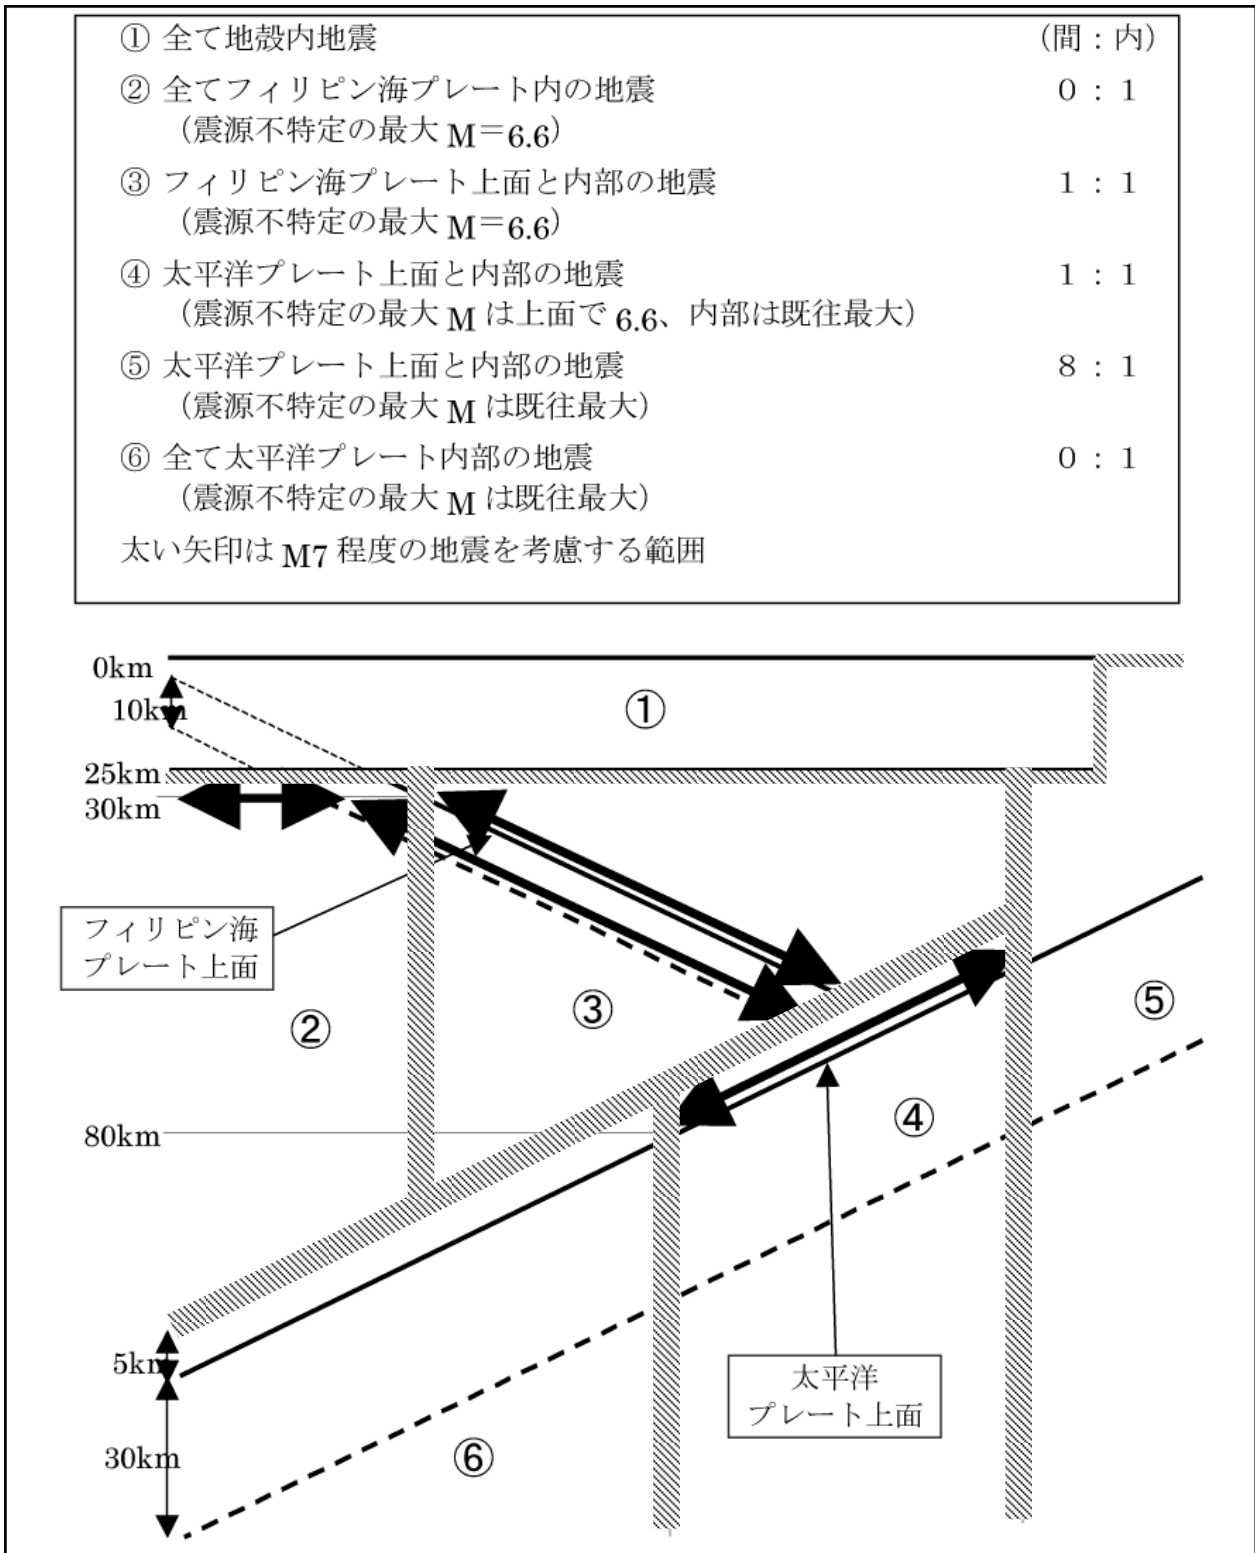 ① 全て地殻内地震 （間：内）
② 全てフィリピン海プレート内の地震 0 : 1
（震源不特定の最大 M＝6.6）
③ フィリピン海プレート上面と内部の地震 1 : 1
（震源不特定の最大 M＝6.6）
④ 太平洋プレート上面と内部の地震 1 : 1
（震源不特定の最大 M は上面で 6.6、内部は既往最大）
⑤ 太平洋プレート上面と内部の地震 8 : 1
（震源不特定の最大 M は既往最大）
⑥ 全て太平洋プレート内部の地震 0 : 1
（震源不特定の最大 M は既往最大）
太い矢印は M7 程度の地震を考慮する範囲
0km
10km
①
25km
30km
フィリピン海
プレート上面
②
③
⑤
④
80km
5km
太平洋
プレート上面
30km
⑥